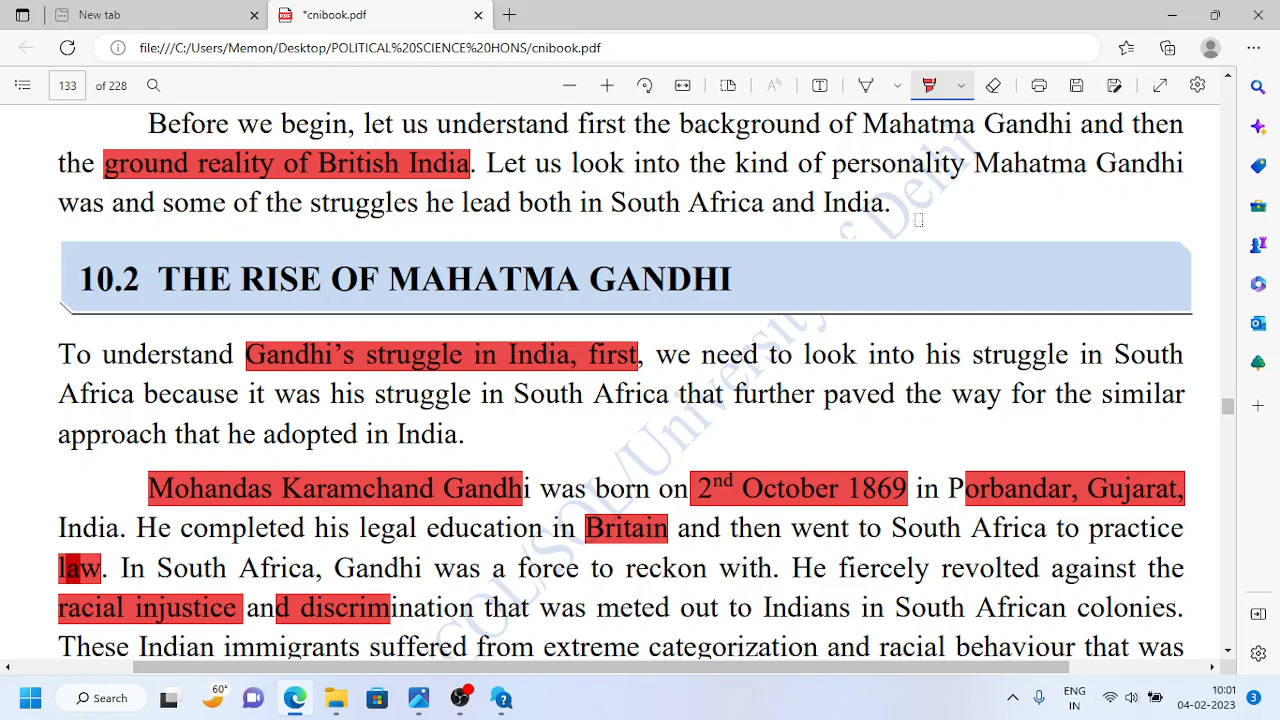 New tab
*cnibook.pdf
file:///C:/Users/Memon/Desktop/POLITICAL%20SCIENCE%20HONS/cnibook.pdf
133 of 228
Before we begin, let us understand first the background of Mahatma Gandhi and then
the ground reality of British India. Let us look into the kind of personality Mahatma Gandhi
was and some of the struggles he lead both in South Africa and India.
10.2 THE RISE OF MAHATMA GANDHI
To understand Gandhi's struggle in India, first, we need to look into his struggle in South
Africa because it was his struggle in South Africa that further paved the way for the similar
approach that he adopted in India.
Mohandas Karamchand Gandhi was born on 2nd October 1869 in Porbandar, Gujarat,
India. He completed his legal education in Britain and then went to South Africa to practice
law. In South Africa, Gandhi was a force to reckon with. He fiercely revolted against the
racial injustice and discrimination that was meted out to Indians in South African colonies.
These Indian immigrants suffered from extreme categorization and racial behaviour that was
COL/SOL/University of Delhi
Search
60°
ENG
IN
10:01
04-02-2023
3